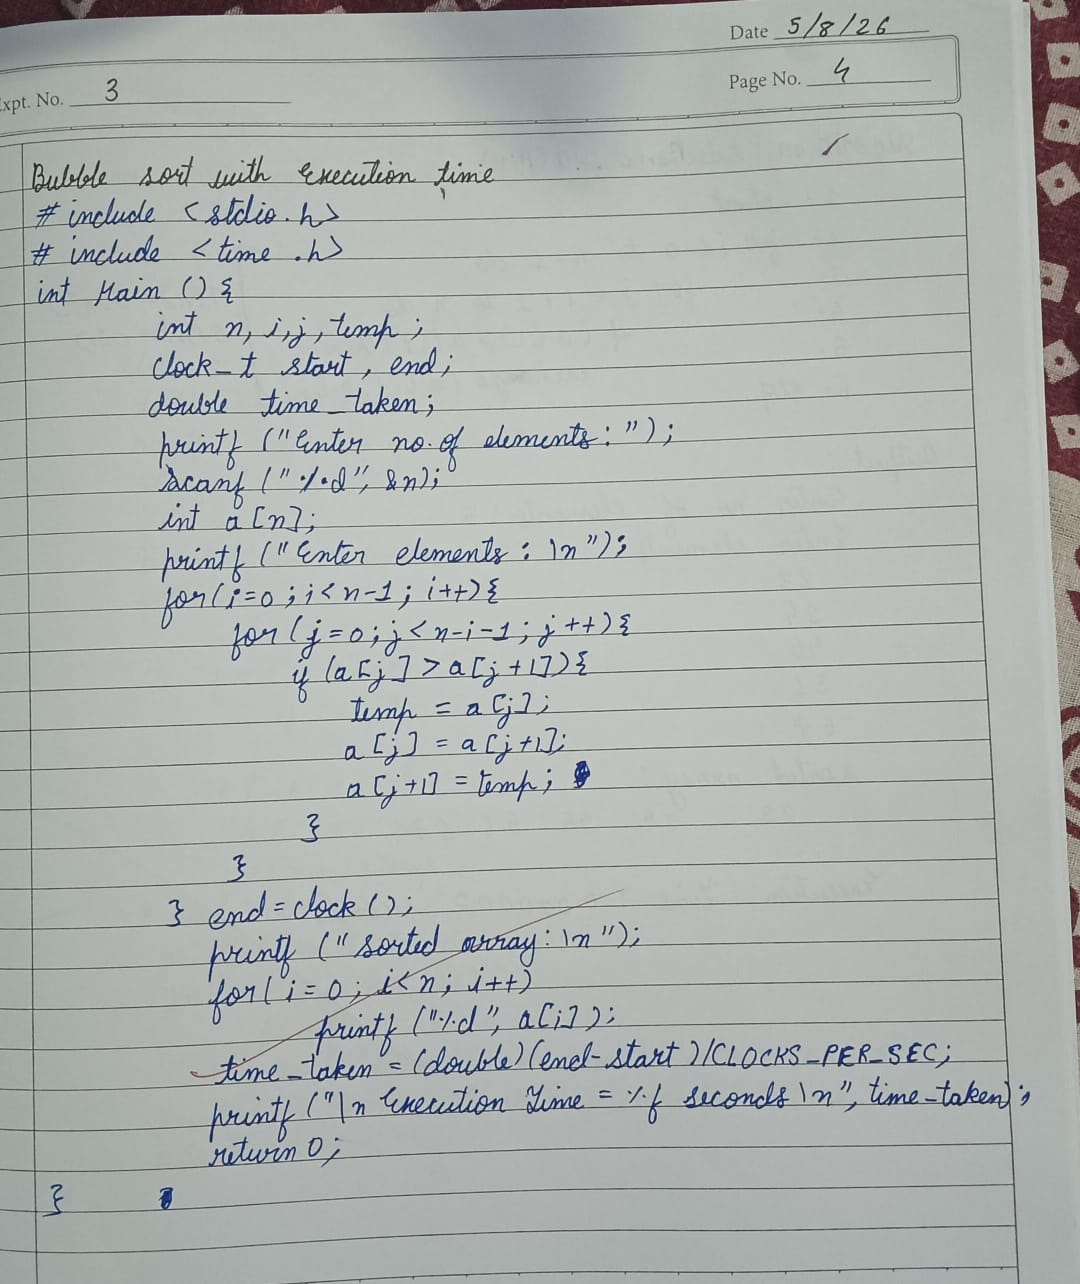 Date 5/8/26
Expt. No. 3
Page No. 4
Bubble sort with Execution time
# include <stdio.h>
# include <time.h>
int Main () {
int n, i,j, temp;
clock_t start, end;
double time_taken;
printf ("Enter no. of elements: ");
scanf ("%d", &n);
int a[n];
printf ("Enter elements: \n");
for(i=0; i<n-1; i++){
for (j=0; j<n-i-1; j++){
if (a[j] > a[j+1]){
temp = a[j];
a[j] = a[j+1];
a[j+1] = temp;
}
}
} end = clock ();
printf ("sorted array: \n");
for(i=0; i<n; i++)
printf ("%d", a[i]);
time_taken = (double)(end-start)/CLOCKS_PER_SEC;
printf ("\n Execution Time = %f seconds \n", time_taken);
return 0;
}